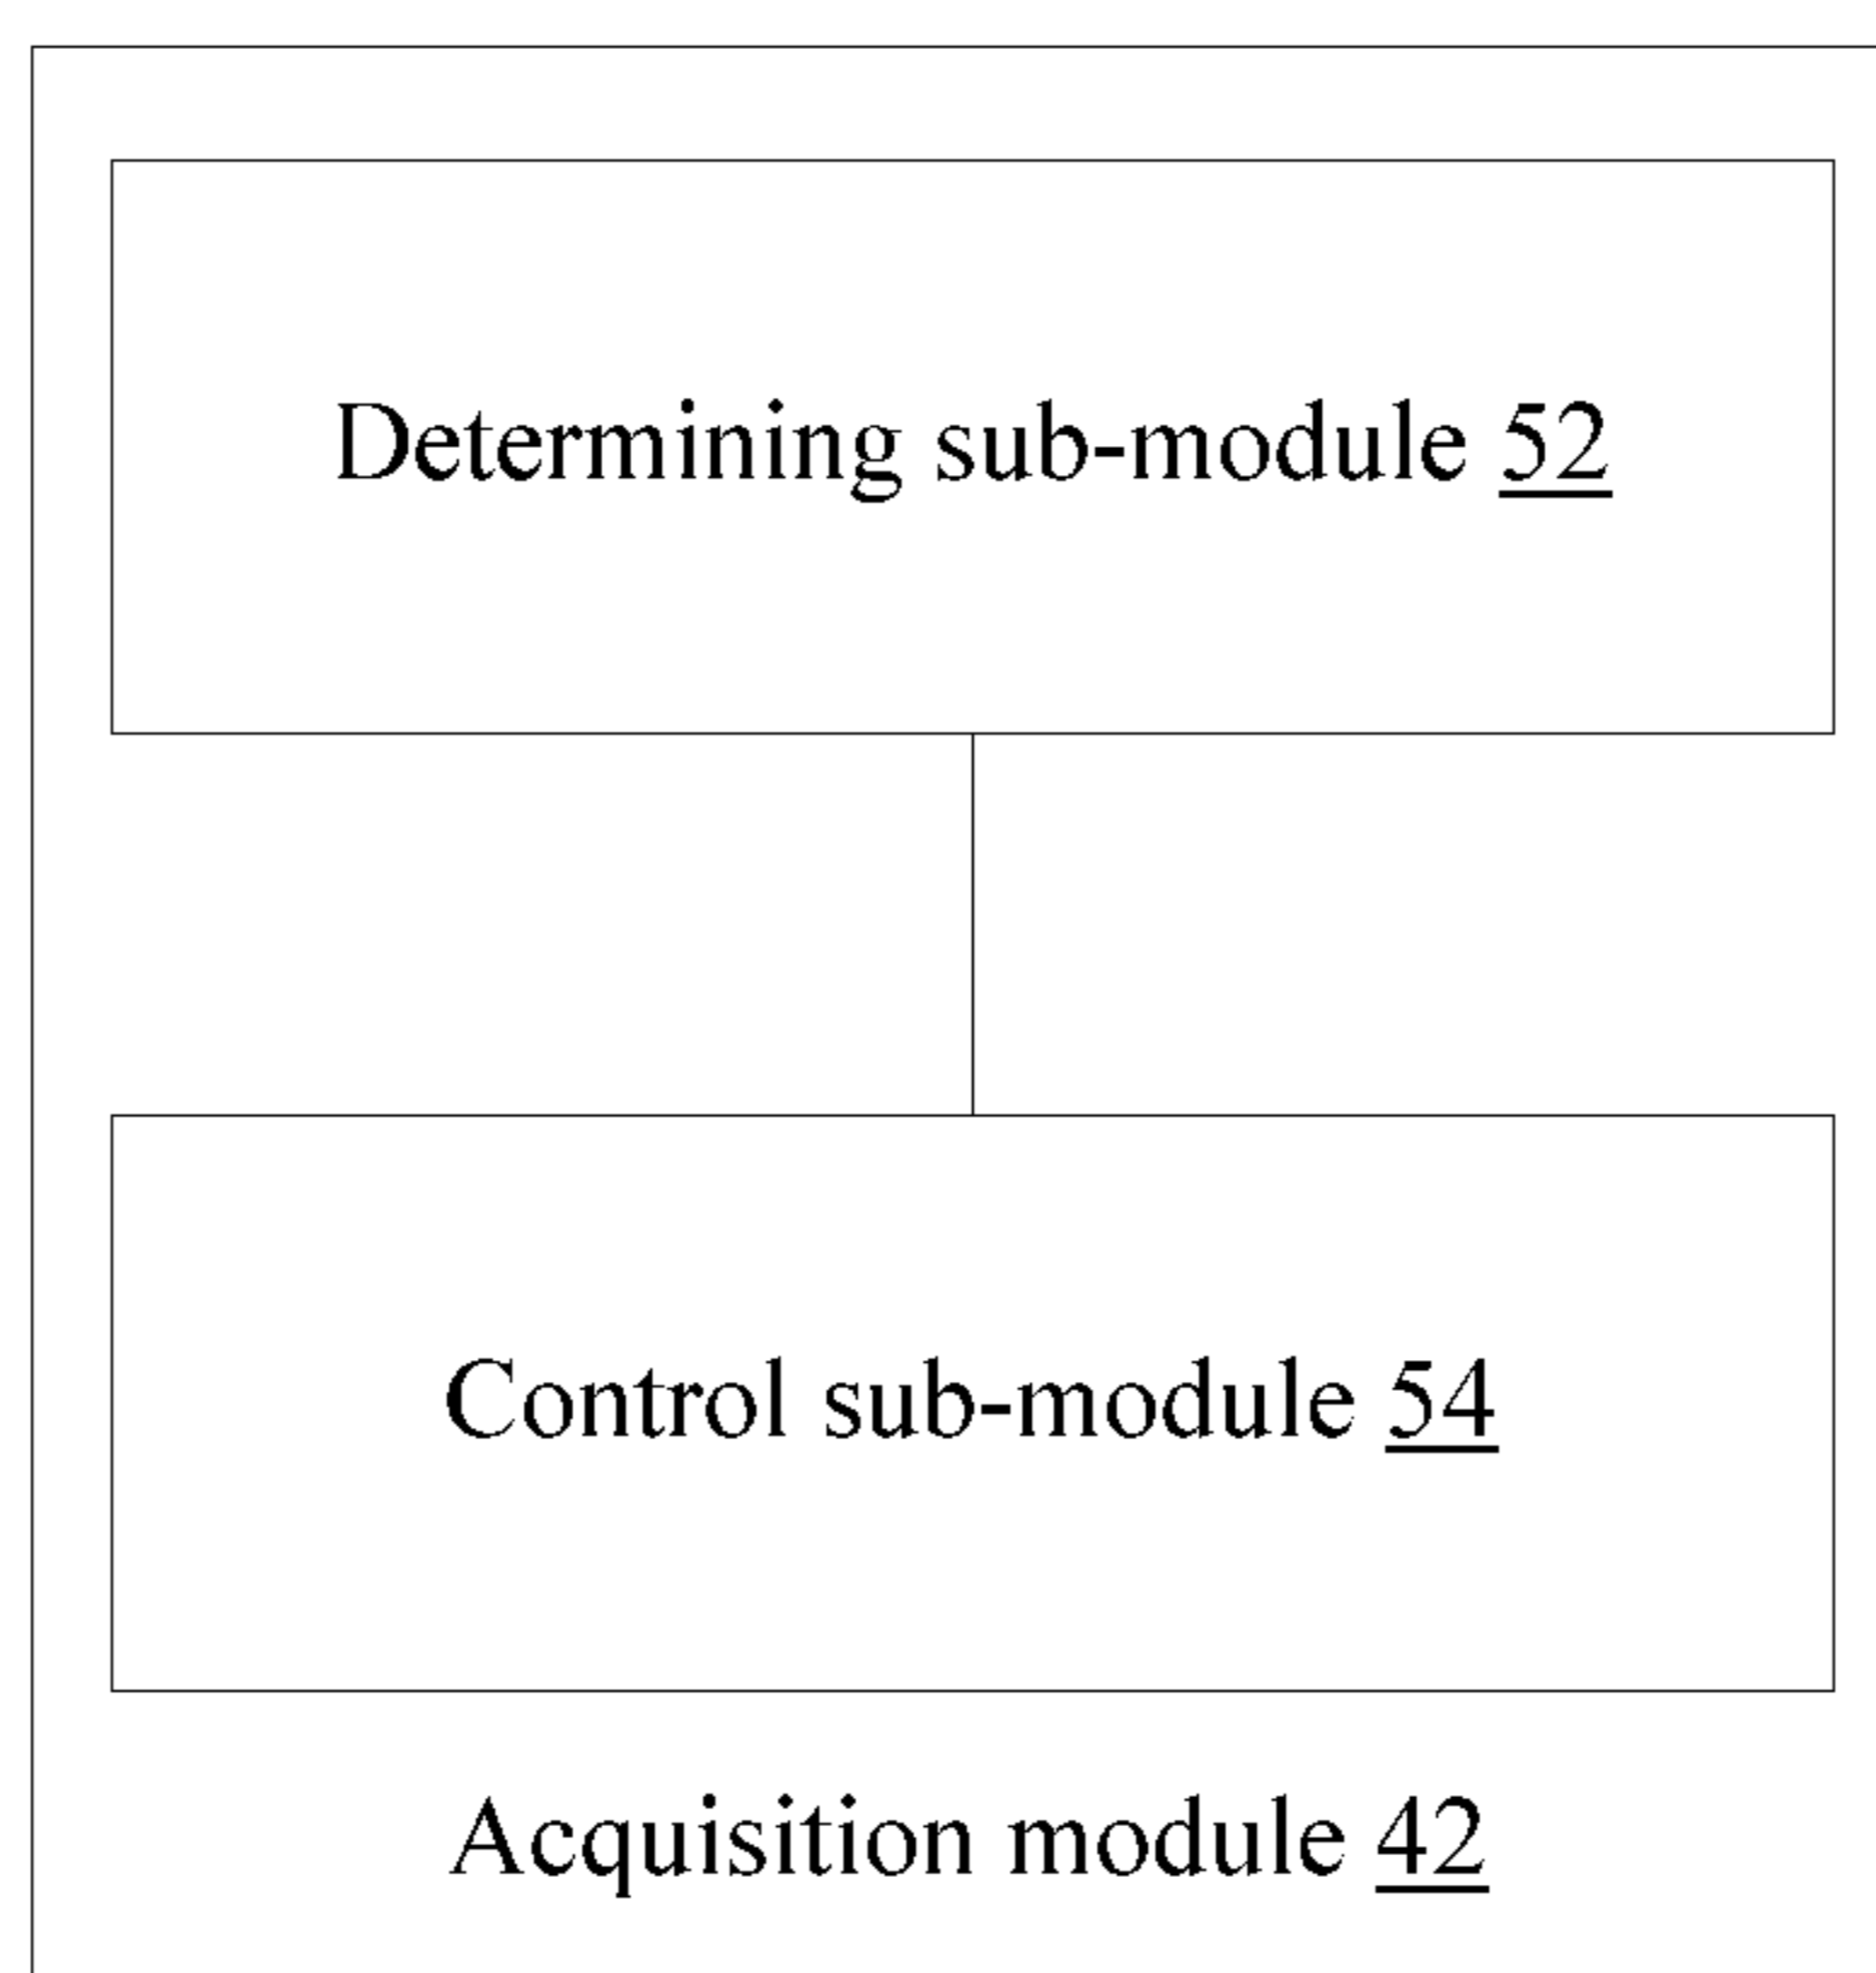 Determining sub-module 52
Control sub-module 54
Acquisition module 42